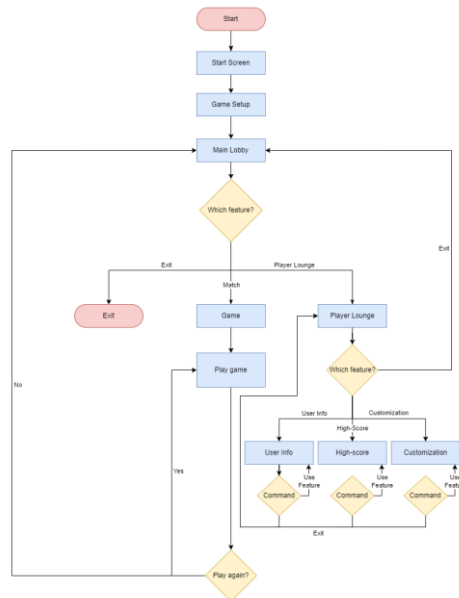 Start
Start Screen
Game Setup
Main Lobby
Which feature?
Exit
Exit
Player Lounge
Match
Exit
Game
Player Lounge
No
Play game
Which feature?
User Info
Customization
High-Score
User Info
High-score
Customization
Yes
Use
Feature
Use
Feature
Use
Feature
Command
Command
Command
Exit
Play again?